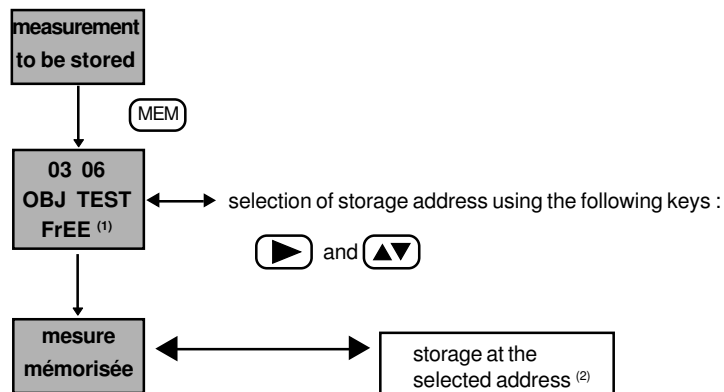 measurement
to be stored
MEM
03 06
OBJ TEST
FrEE (1)
selection of storage address using the following keys :
and
mesure
mémorisée
storage at the
selected address (2)